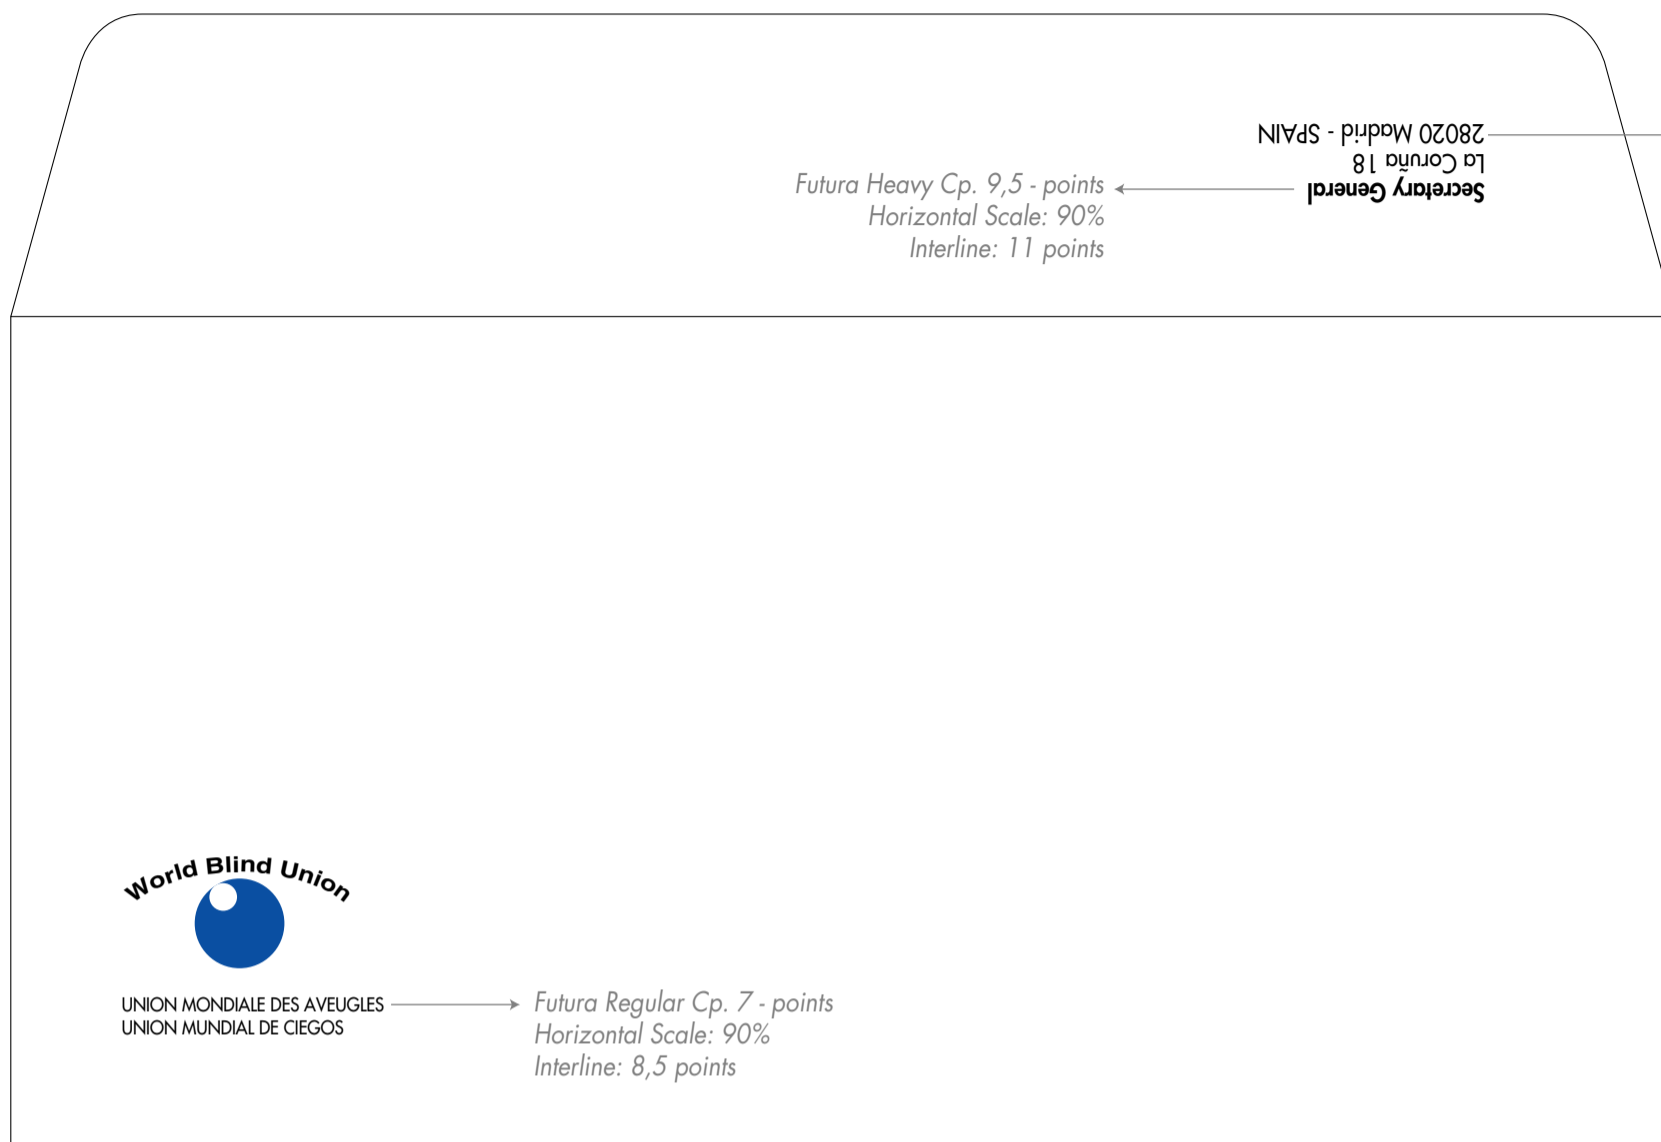 Secretary General
La Coruña 18
28020 Madrid - SPAIN
Futura Heavy Cp. 9,5 - points
Horizontal Scale: 90%
Interline: 11 points
World Blind Union
UNION MONDIALE DES AVEUGLES
UNION MUNDIAL DE CIEGOS
Futura Regular Cp. 7 - points
Horizontal Scale: 90%
Interline: 8,5 points